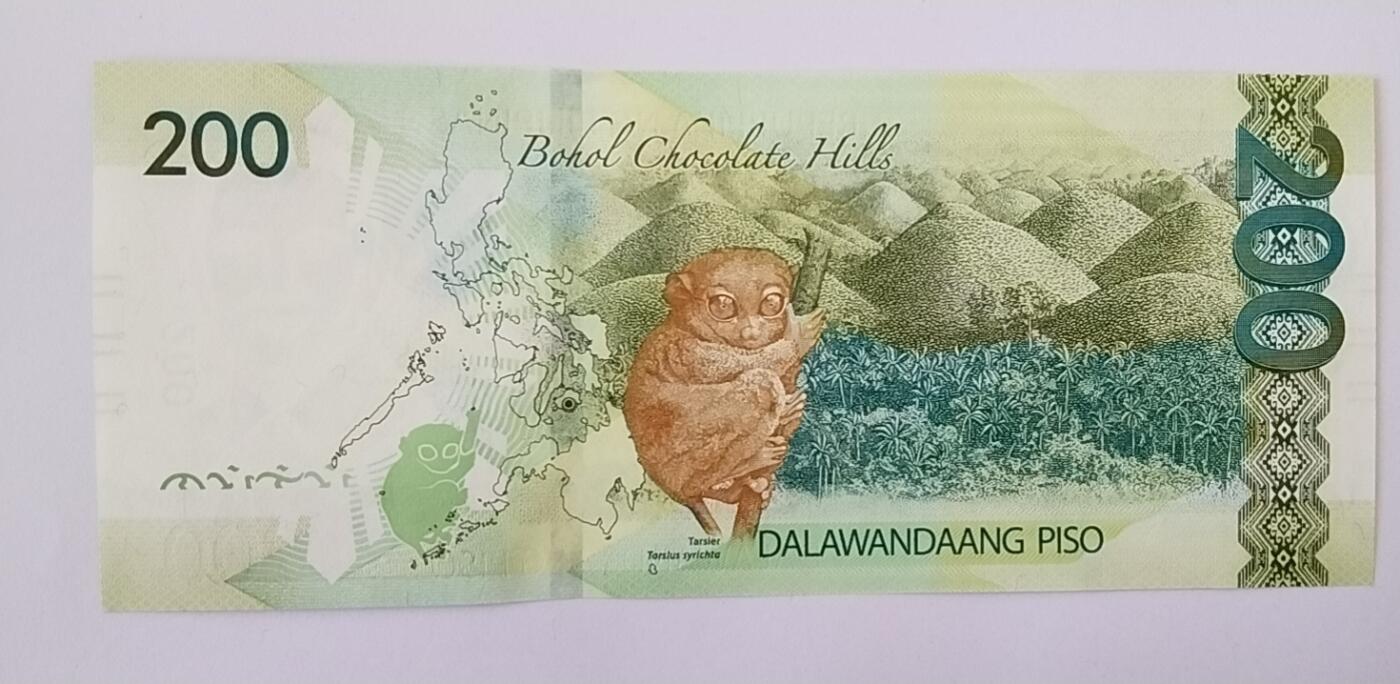 200
Bohol Chocolate Hills
200
Tarsier
Tarsius syrichta
DALAWANDAANG PISO